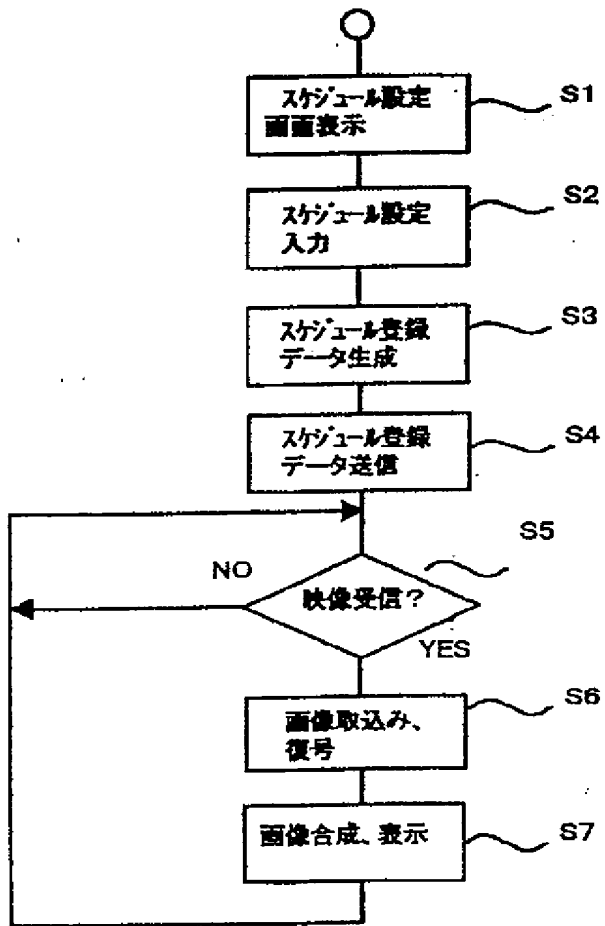 スケジュール設定
画面表示
S1
スケジュール設定
入力
S2
スケジュール登録
データ生成
S3
スケジュール登録
データ送信
S4
S5
NO
映像受信？
YES
画像取込み、
復号
S6
画像合成、表示
S7